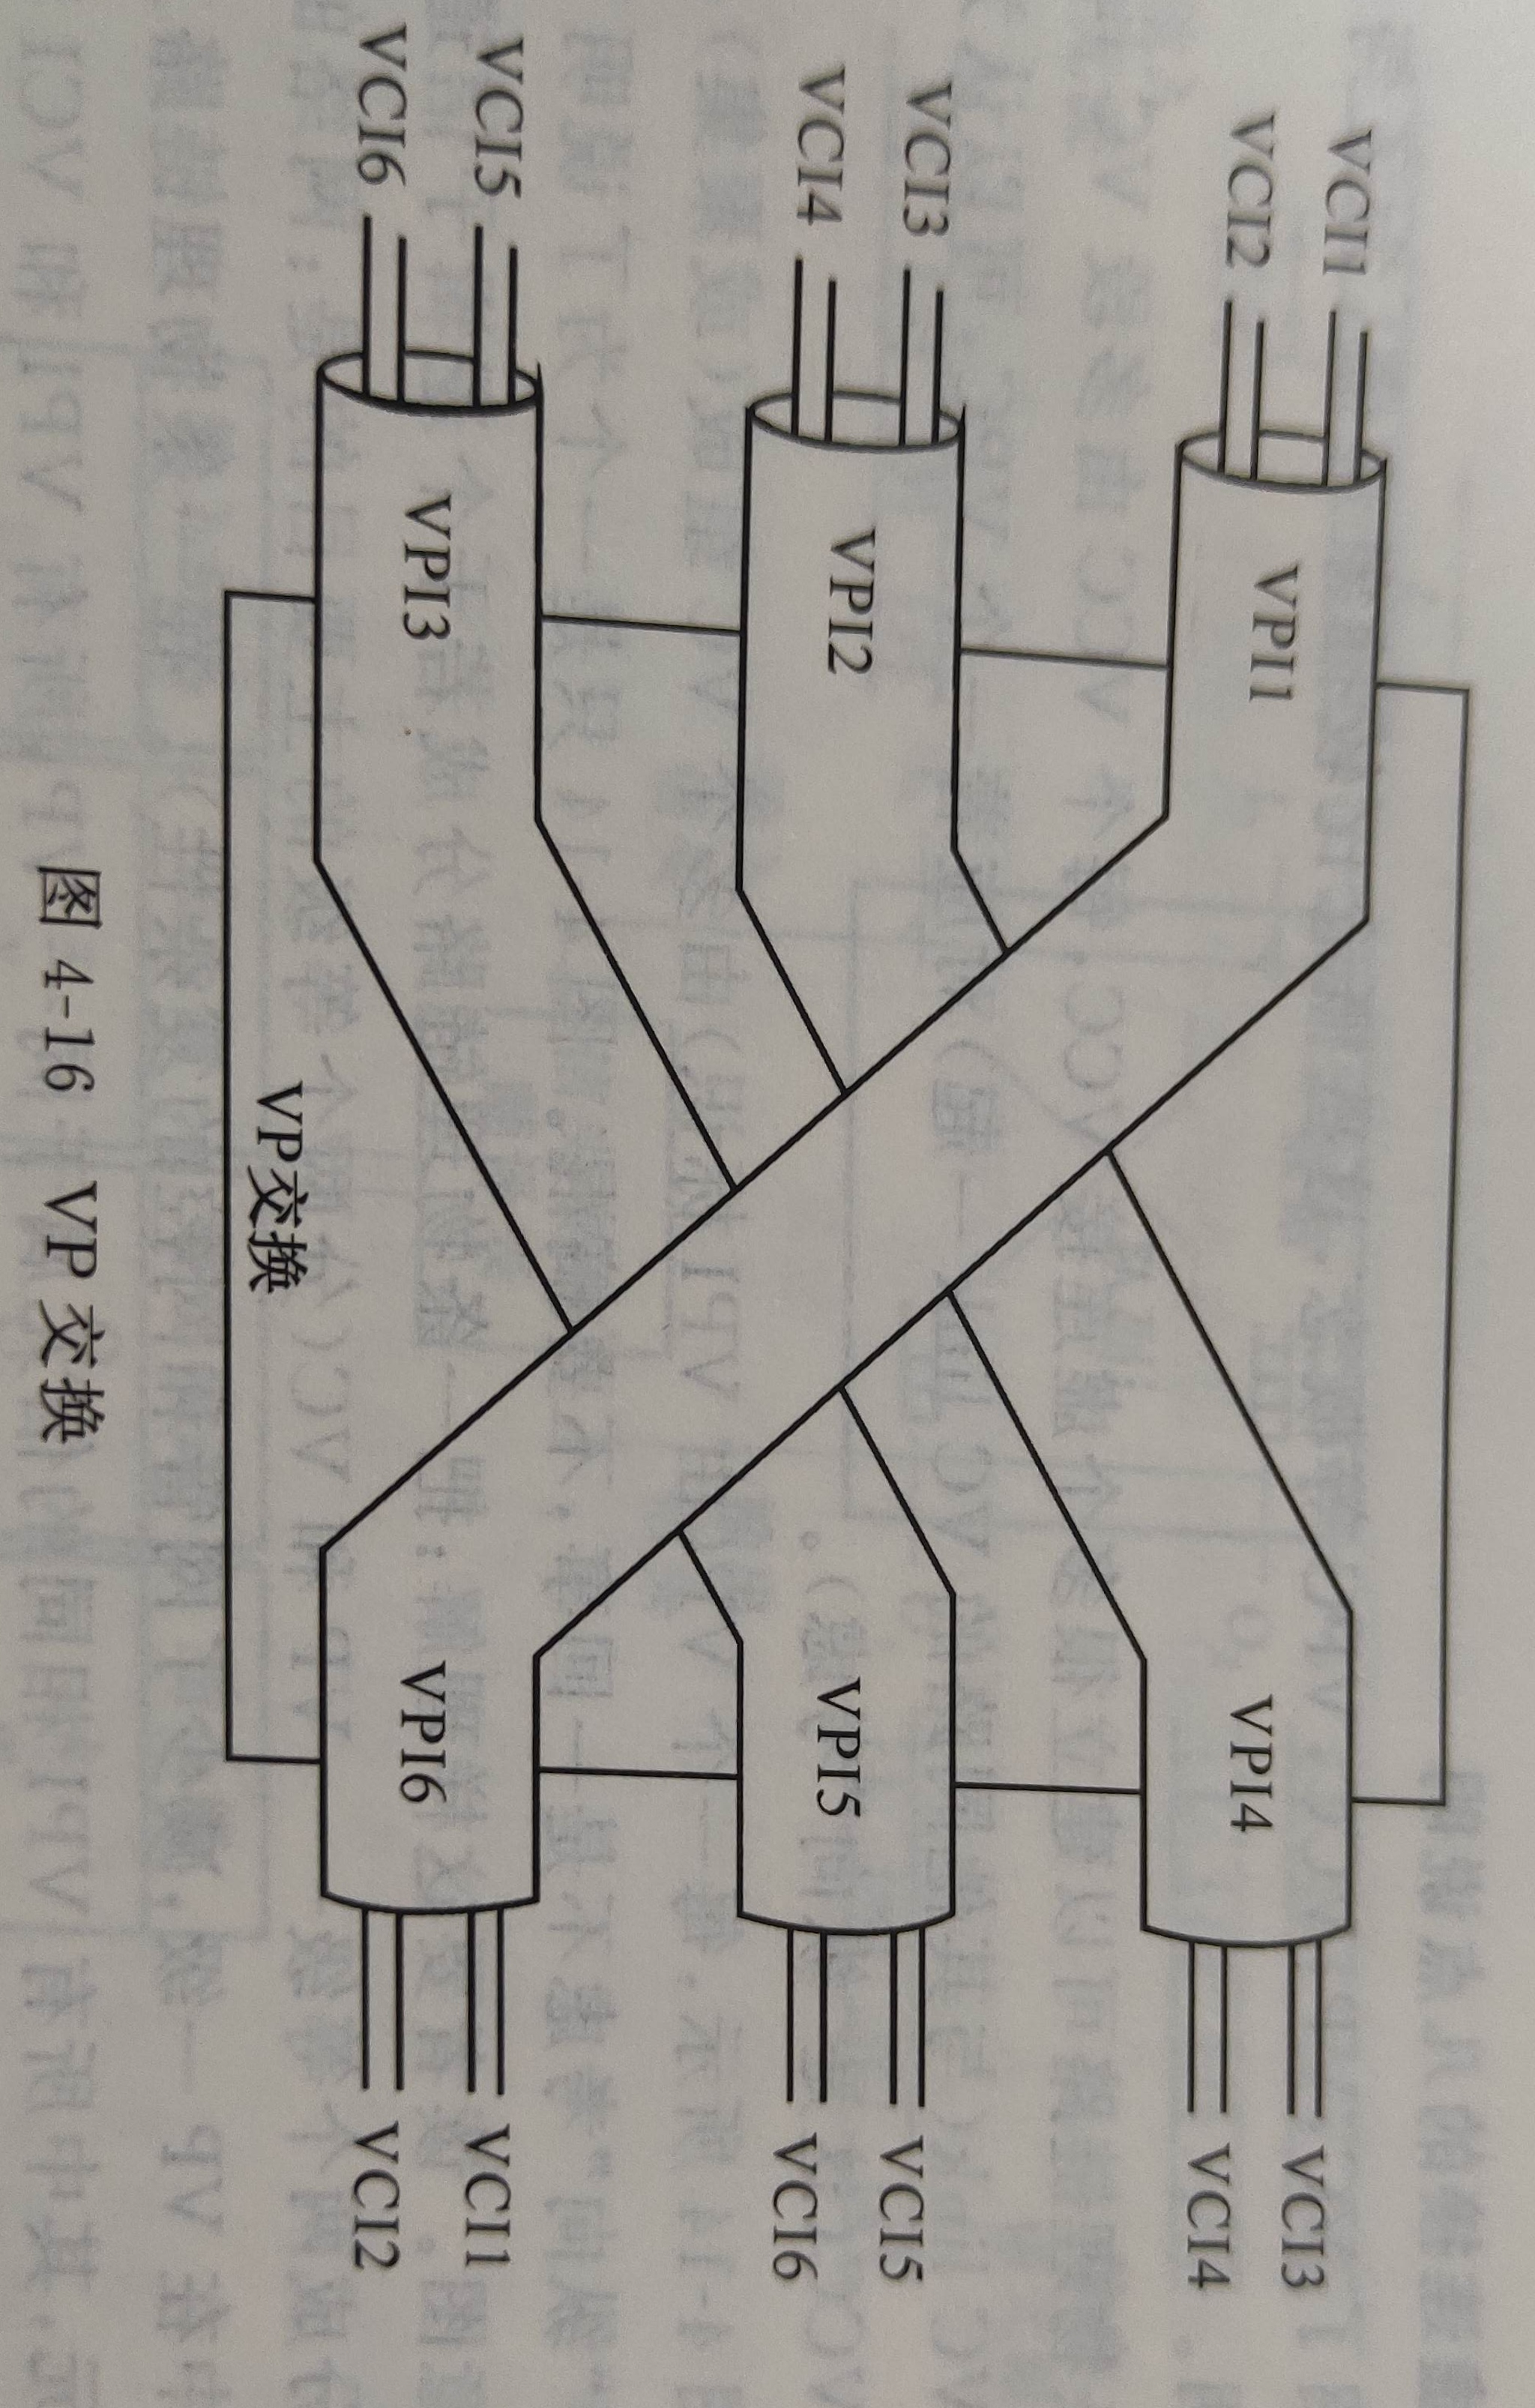 VCI1
VCI2
VPI1
VPI4
VCI3
VCI4
VCI3
VCI4
VPI2
VPI5
VCI5
VCI6
VCI5
VCI6
VPI3
VPI6
VCI1
VCI2
VP交换
图 4-16 VP 交换